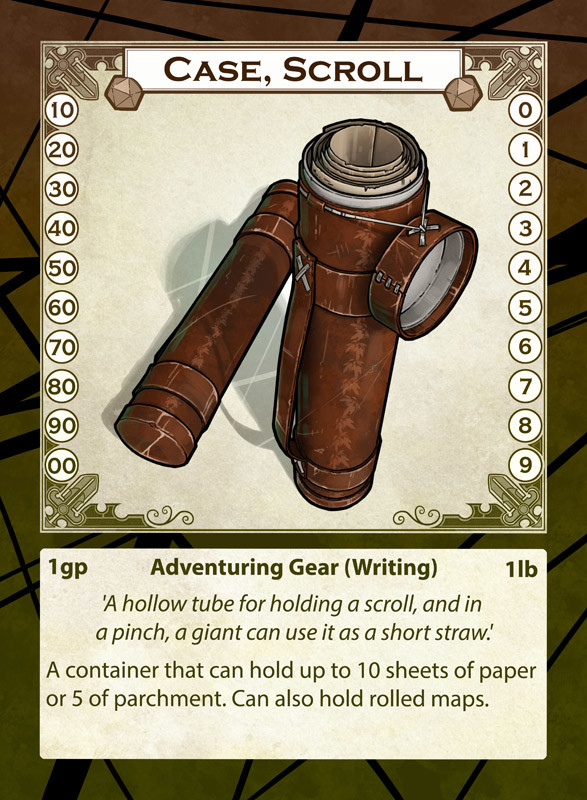 CASE, SCROLL
10 0
20 1
30 2
40 3
50 4
60 5
70 6
80 7
90 8
00 9
1gp Adventuring Gear (Writing) 1lb
'A hollow tube for holding a scroll, and in
a pinch, a giant can use it as a short straw.'
A container that can hold up to 10 sheets of paper
or 5 of parchment. Can also hold rolled maps.